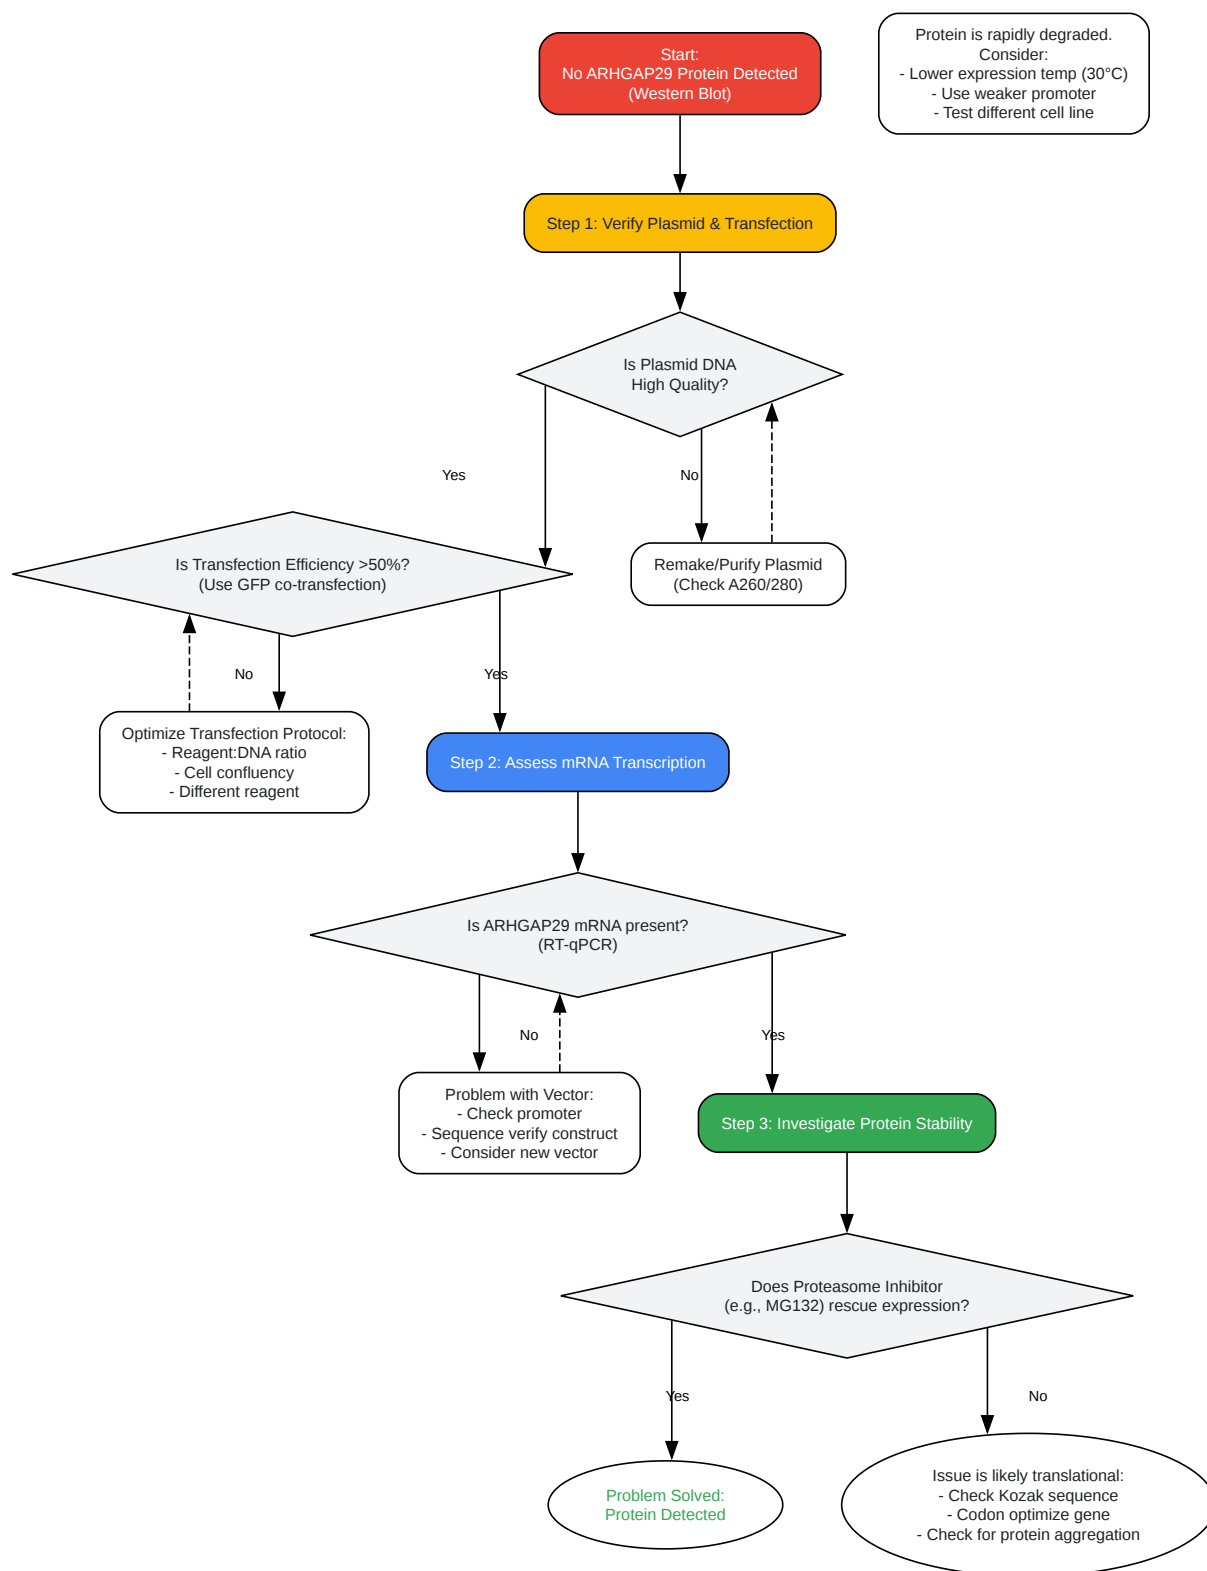 Start:
No ARHGAP29 Protein Detected
(Western Blot)
Protein is rapidly degraded.
Consider:
- Lower expression temp (30°C)
- Use weaker promoter
- Test different cell line
Step 1: Verify Plasmid & Transfection
Is Plasmid DNA
High Quality?
Yes
No
Is Transfection Efficiency >50%?
(Use GFP co-transfection)
Remake/Purify Plasmid
(Check A260/280)
No
Yes
Optimize Transfection Protocol:
- Reagent:DNA ratio
- Cell confluency
- Different reagent
Step 2: Assess mRNA Transcription
Is ARHGAP29 mRNA present?
(RT-qPCR)
No
Yes
Problem with Vector:
- Check promoter
- Sequence verify construct
- Consider new vector
Step 3: Investigate Protein Stability
Does Proteasome Inhibitor
(e.g., MG132) rescue expression?
Yes
No
Problem Solved:
Protein Detected
Issue is likely translational:
- Check Kozak sequence
- Codon optimize gene
- Check for protein aggregation